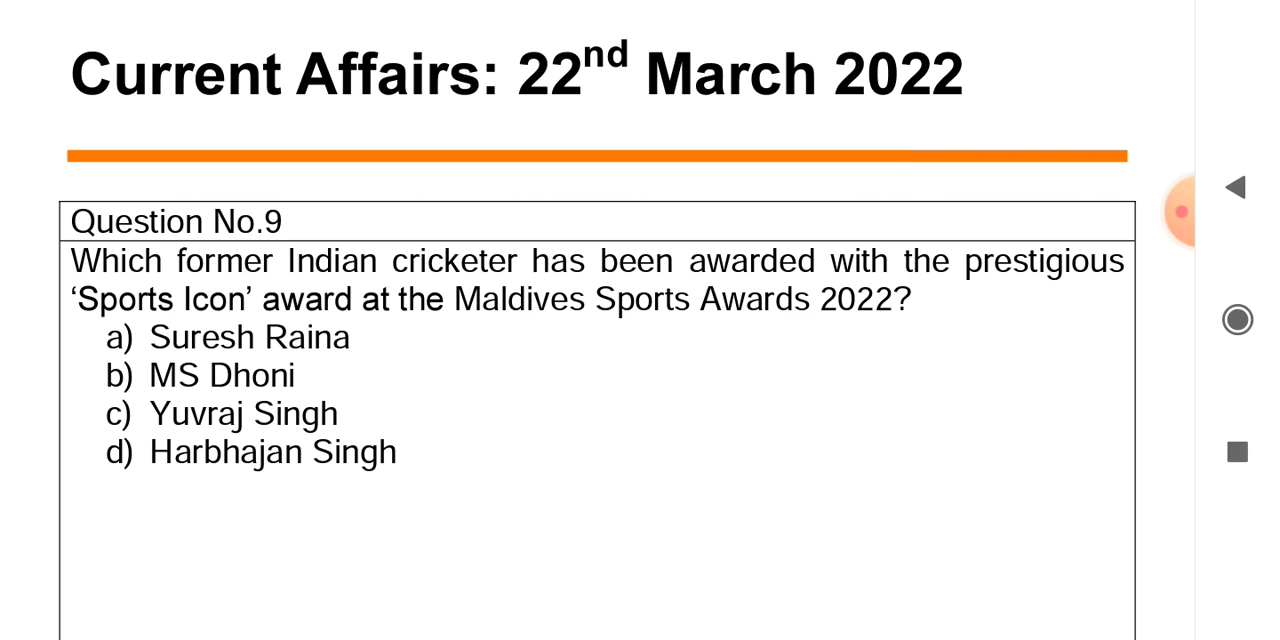 Current Affairs: 22nd March 2022
Question No.9
Which former Indian cricketer has been awarded with the prestigious
‘Sports Icon’ award at the Maldives Sports Awards 2022?
a) Suresh Raina
b) MS Dhoni
c) Yuvraj Singh
d) Harbhajan Singh